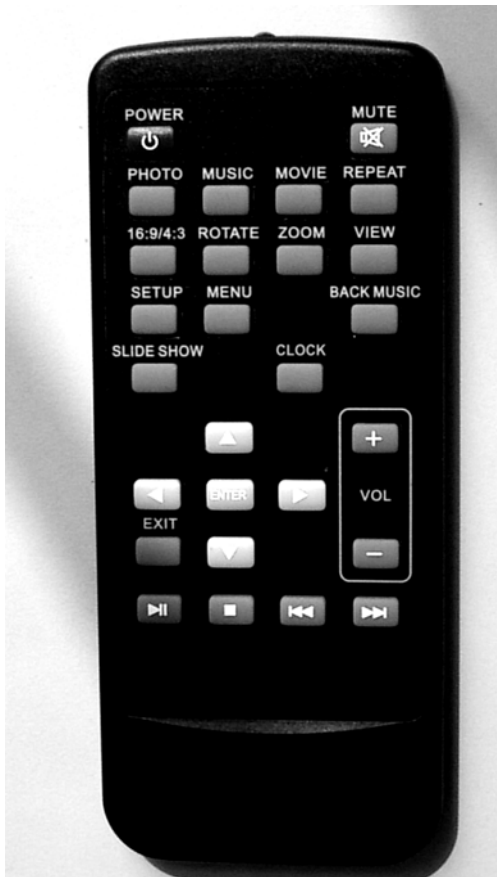 POWER MUTE
PHOTO MUSIC MOVIE REPEAT
16:9/4:3 ROTATE ZOOM VIEW
SETUP MENU BACK MUSIC
SLIDE SHOW CLOCK
+
ENTER VOL
EXIT
−